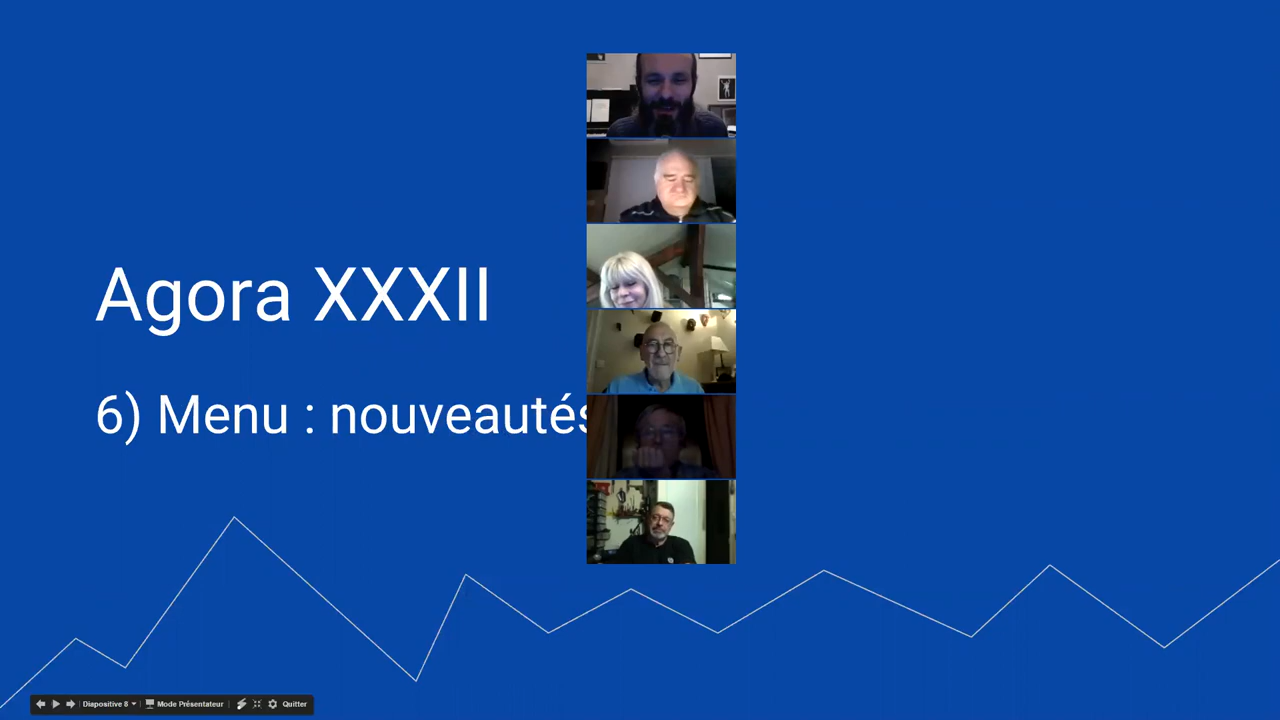 Agora XXXII
6) Menu : nouveautés
Diapositive 8
Mode Présentateur
Quitter